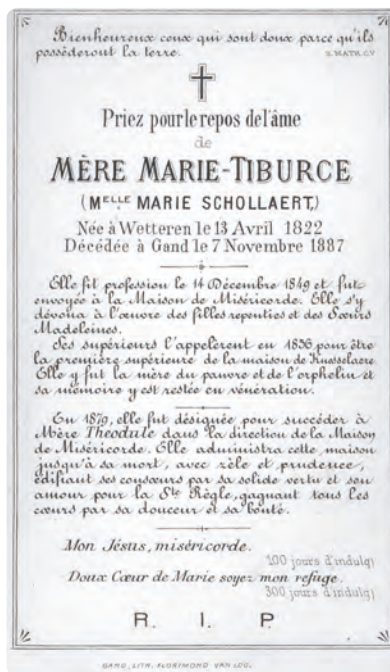 Bienheureux ceux qui sont doux parce qu'ils
posséderont la terre. S. MATH. C. V
Priez pour le repos de l'âme
de
MÈRE MARIE-TIBURCE
(MELLE MARIE SCHOLLAERT,)
Née à Wetteren le 13 Avril 1822
Décédée à Gand le 7 Novembre 1887
Elle fit profession le 14 Décembre 1849 et fut
envoyée à la Maison de Miséricorde. Elle s'y
dévoua à l'œuvre des filles repenties et des Sœurs
Madeleines.
Ses supérieurs l'appelèrent en 1856 pour être
la première supérieure de la maison de Knesselaere
Elle y fut la mère du pauvre et de l'orphelin et
sa mémoire y est restée en vénération.
En 1879, elle fut désignée pour succéder à
Mère Théodule dans la direction de la Maison
de Miséricorde. Elle administra cette maison
jusqu'à sa mort, avec zèle et prudence,
édifiant ses consœurs par sa solide vertu et son
amour pour la Ste Règle, gagnant tous les
cœurs par sa douceur et sa bonté.
Mon Jésus, miséricorde.
100 jours d'indulg)
Doux Cœur de Marie soyez mon refuge.
300 jours d'indulg)
R. I. P.
GAND, LITH. FLORIMOND VAN LOO.